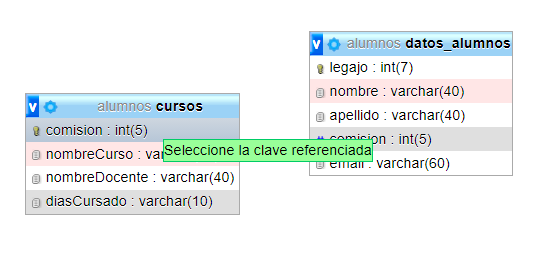 v alumnos datos_alumnos
legajo : int(7)
nombre : varchar(40)
apellido : varchar(40)
comision : int(5)
email : varchar(60)
v alumnos cursos
comision : int(5)
nombreCurso :
nombreDocente : varchar(40)
diasCursado : varchar(10)
Seleccione la clave referenciada